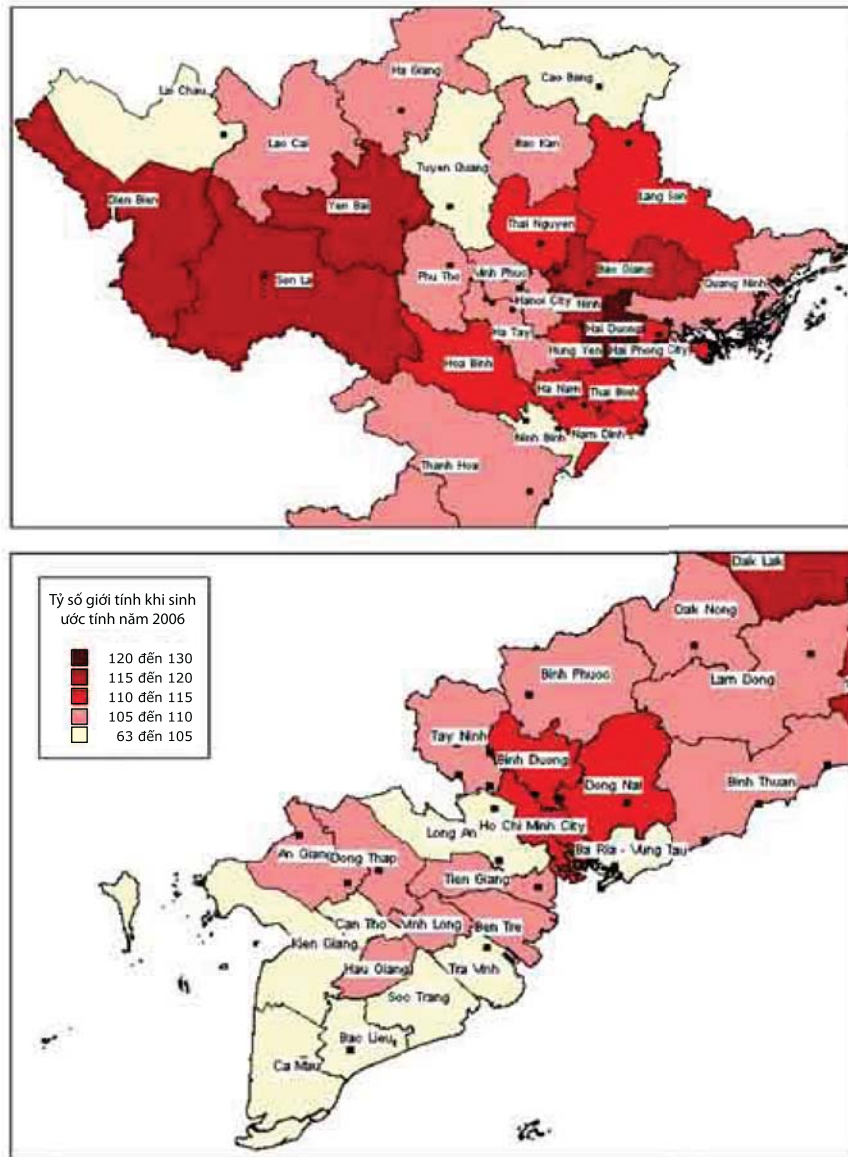 Ha Giang
Cao Bang
Lai Chau
Lao Cai
Bac Kan
Tuyen Quang
Dien Bien
Yen Bai
Lang Son
Thai Nguyen
Son La
Phu Tho
Vinh Phuc
Bac Giang
Quang Ninh
Hanoi City
Ninh
Ha Tay
Hai Duong
Hoa Binh
Hung Yen
Hai Phong City
Ha Nam
Thai Binh
Ninh Binh
Nam Dinh
Thanh Hoa
Tỷ số giới tính khi sinh
ước tính năm 2006
120 đến 130
115 đến 120
110 đến 115
105 đến 110
63 đến 105
Dak Lak
Dak Nong
Binh Phuoc
Lam Dong
Tay Ninh
Binh Duong
Dong Nai
Binh Thuan
Long An
Ho Chi Minh City
Ba Ria - Vung Tau
An Giang
Dong Thap
Tien Giang
Can Tho
Vinh Long
Ben Tre
Kien Giang
Hau Giang
Tra Vinh
Soc Trang
Bac Lieu
Ca Mau